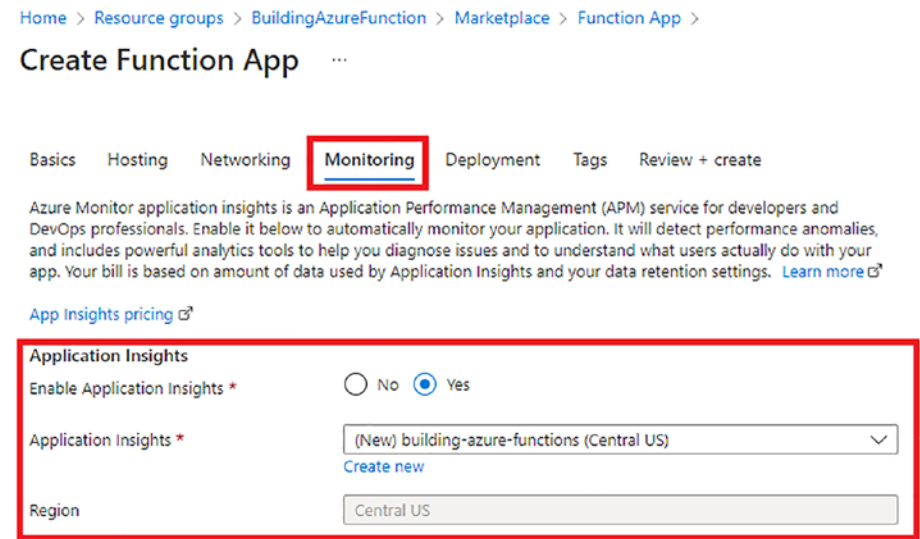 Home > Resource groups > BuildingAzureFunction > Marketplace > Function App >
Create Function App ...
Basics Hosting Networking Monitoring Deployment Tags Review + create
Azure Monitor application insights is an Application Performance Management (APM) service for developers and
DevOps professionals. Enable it below to automatically monitor your application. It will detect performance anomalies,
and includes powerful analytics tools to help you diagnose issues and to understand what users actually do with your
app. Your bill is based on amount of data used by Application Insights and your data retention settings. Learn more
App Insights pricing
Application Insights
Enable Application Insights * No Yes
Application Insights * (New) building-azure-functions (Central US)
Create new
Region Central US